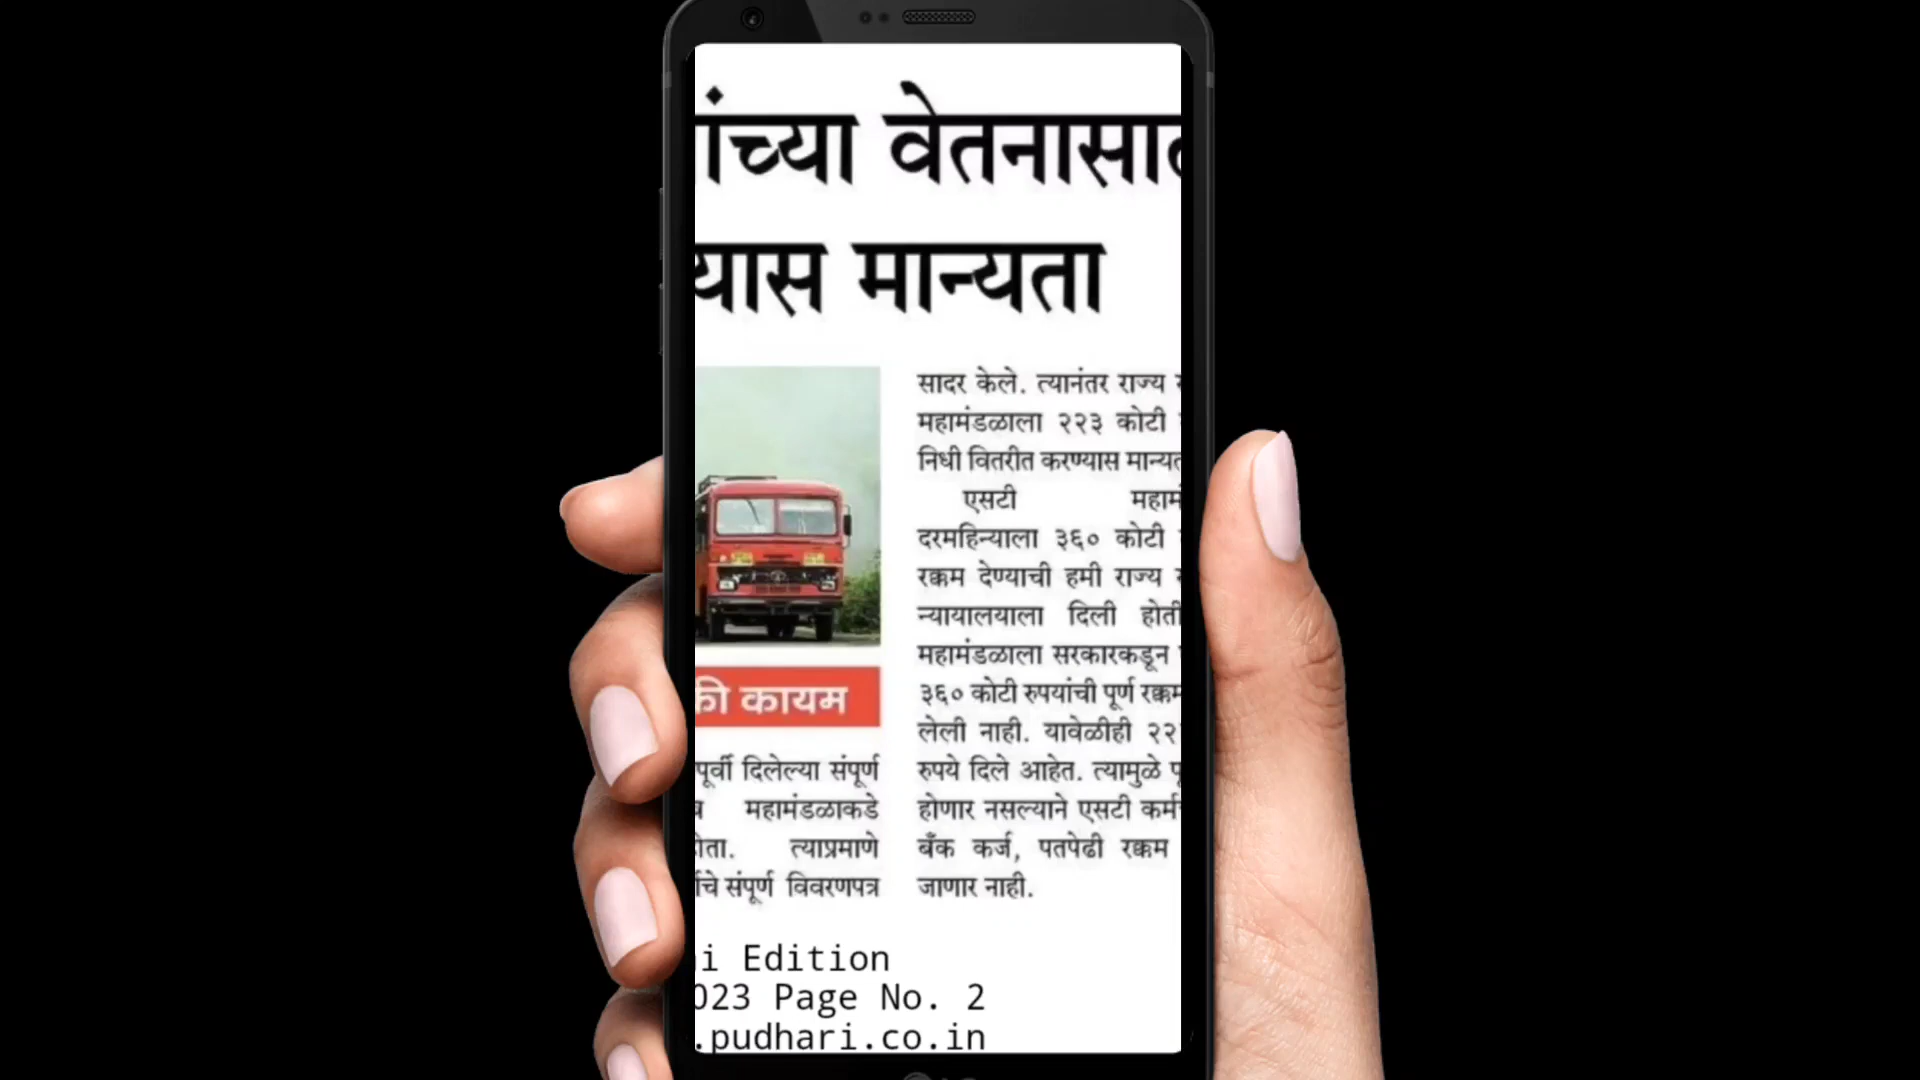 वेतनासा
मान्यता
कायम
पूर्वी दिलेल्या संपूर्ण
महामंडळाकडे
त्याप्रमाणे
संपूर्ण विवरणपत्र
सादर केले. त्यानंतर राज्य
महामंडळाला २२३ कोटी
निधी वितरीत करण्यास
एसटी
दरमहिन्याला ३६० कोटी
रक्कम देण्याची हमी राज्य
न्यायालयाला दिली
महामंडळाला सरकारकडून
३६० कोटी रुपयांची पूर्ण रक्कम
लेली नाही. यावेळीही २२
रुपये दिले आहेत. त्यामुळे
होणार नसल्याने एसटी
बँक कर्ज, पतपेढी रक्कम
जाणार नाही.
i Edition
023 Page No. 2
.pudhari.co.in